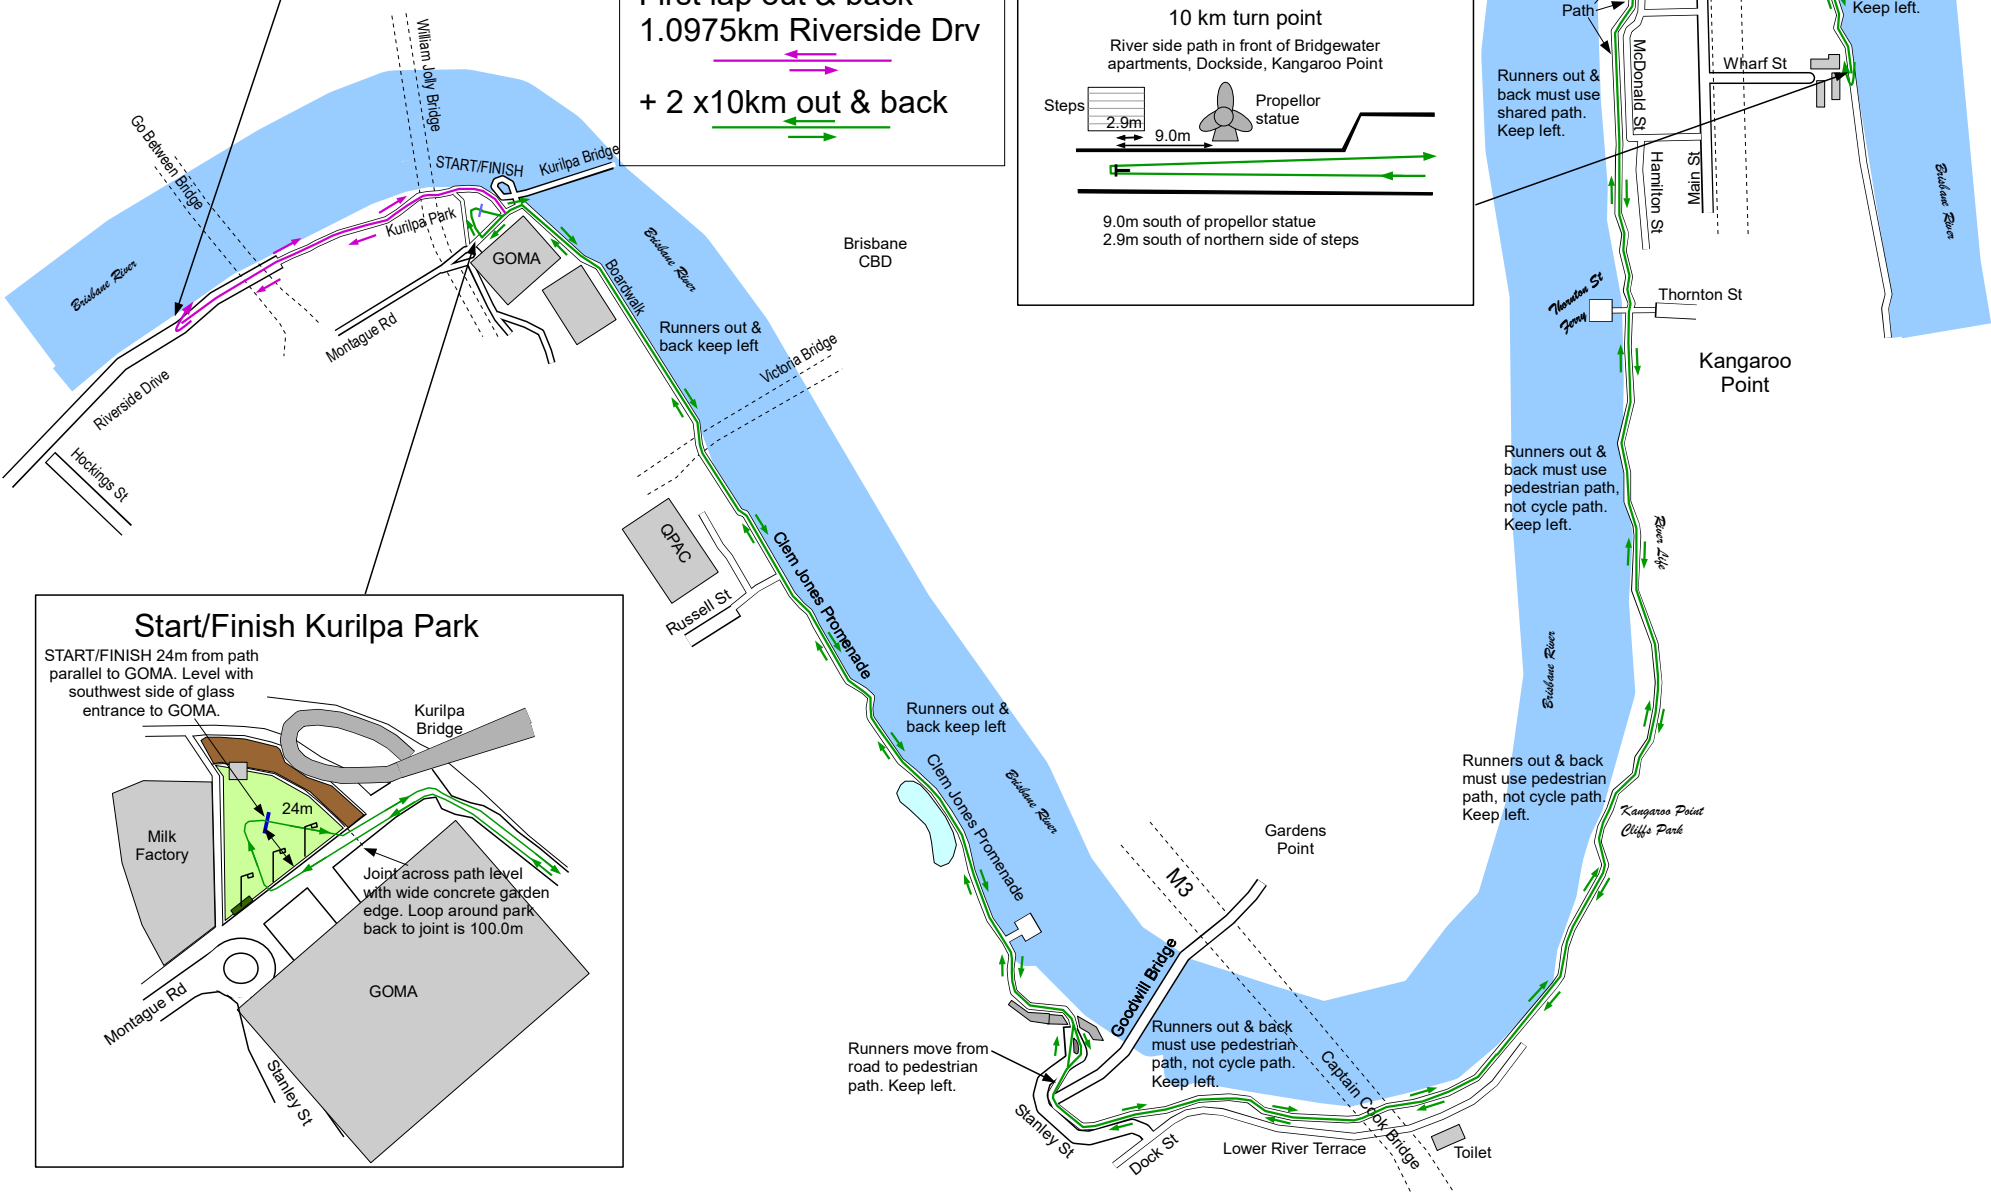 First lap out & back
1.0975km Riverside Drv
+ 2 x10km out & back
10 km turn point
River side path in front of Bridgewater
apartments, Dockside, Kangaroo Point
Steps
Propellor
statue
2.9m
9.0m
9.0m south of propellor statue
2.9m south of northern side of steps
Path
Keep left.
McDonald St
Wharf St
Runners out &
back must use
shared path.
Keep left.
Hamilton St
Main St
Brisbane River
William Jolly Bridge
Go Between Bridge
START/FINISH
Kurilpa Bridge
Kurilpa Park
GOMA
Brisbane River
Boardwalk
Brisbane River
Brisbane
CBD
Montague Rd
Riverside Drive
Hockings St
Runners out &
back keep left
Victoria Bridge
Thornton St
Ferry
Thornton St
Kangaroo
Point
QPAC
Russell St
Clem Jones Promenade
Runners out &
back must use
pedestrian path,
not cycle path.
Keep left.
River Life
Brisbane River
Runners out &
back keep left
Clem Jones Promenade
Brisbane River
Runners out & back
must use pedestrian
path, not cycle path.
Keep left.
Kangaroo Point
Cliffs Park
Gardens
Point
M3
Goodwill Bridge
Runners out & back
must use pedestrian
path, not cycle path.
Keep left.
Runners move from
road to pedestrian
path. Keep left.
Stanley St
Dock St
Lower River Terrace
Captain Cook Bridge
Toilet
Start/Finish Kurilpa Park
START/FINISH 24m from path
parallel to GOMA. Level with
southwest side of glass
entrance to GOMA.
Kurilpa
Bridge
24m
Milk
Factory
Joint across path level
with wide concrete garden
edge. Loop around park
back to joint is 100.0m
GOMA
Montague Rd
Stanley St